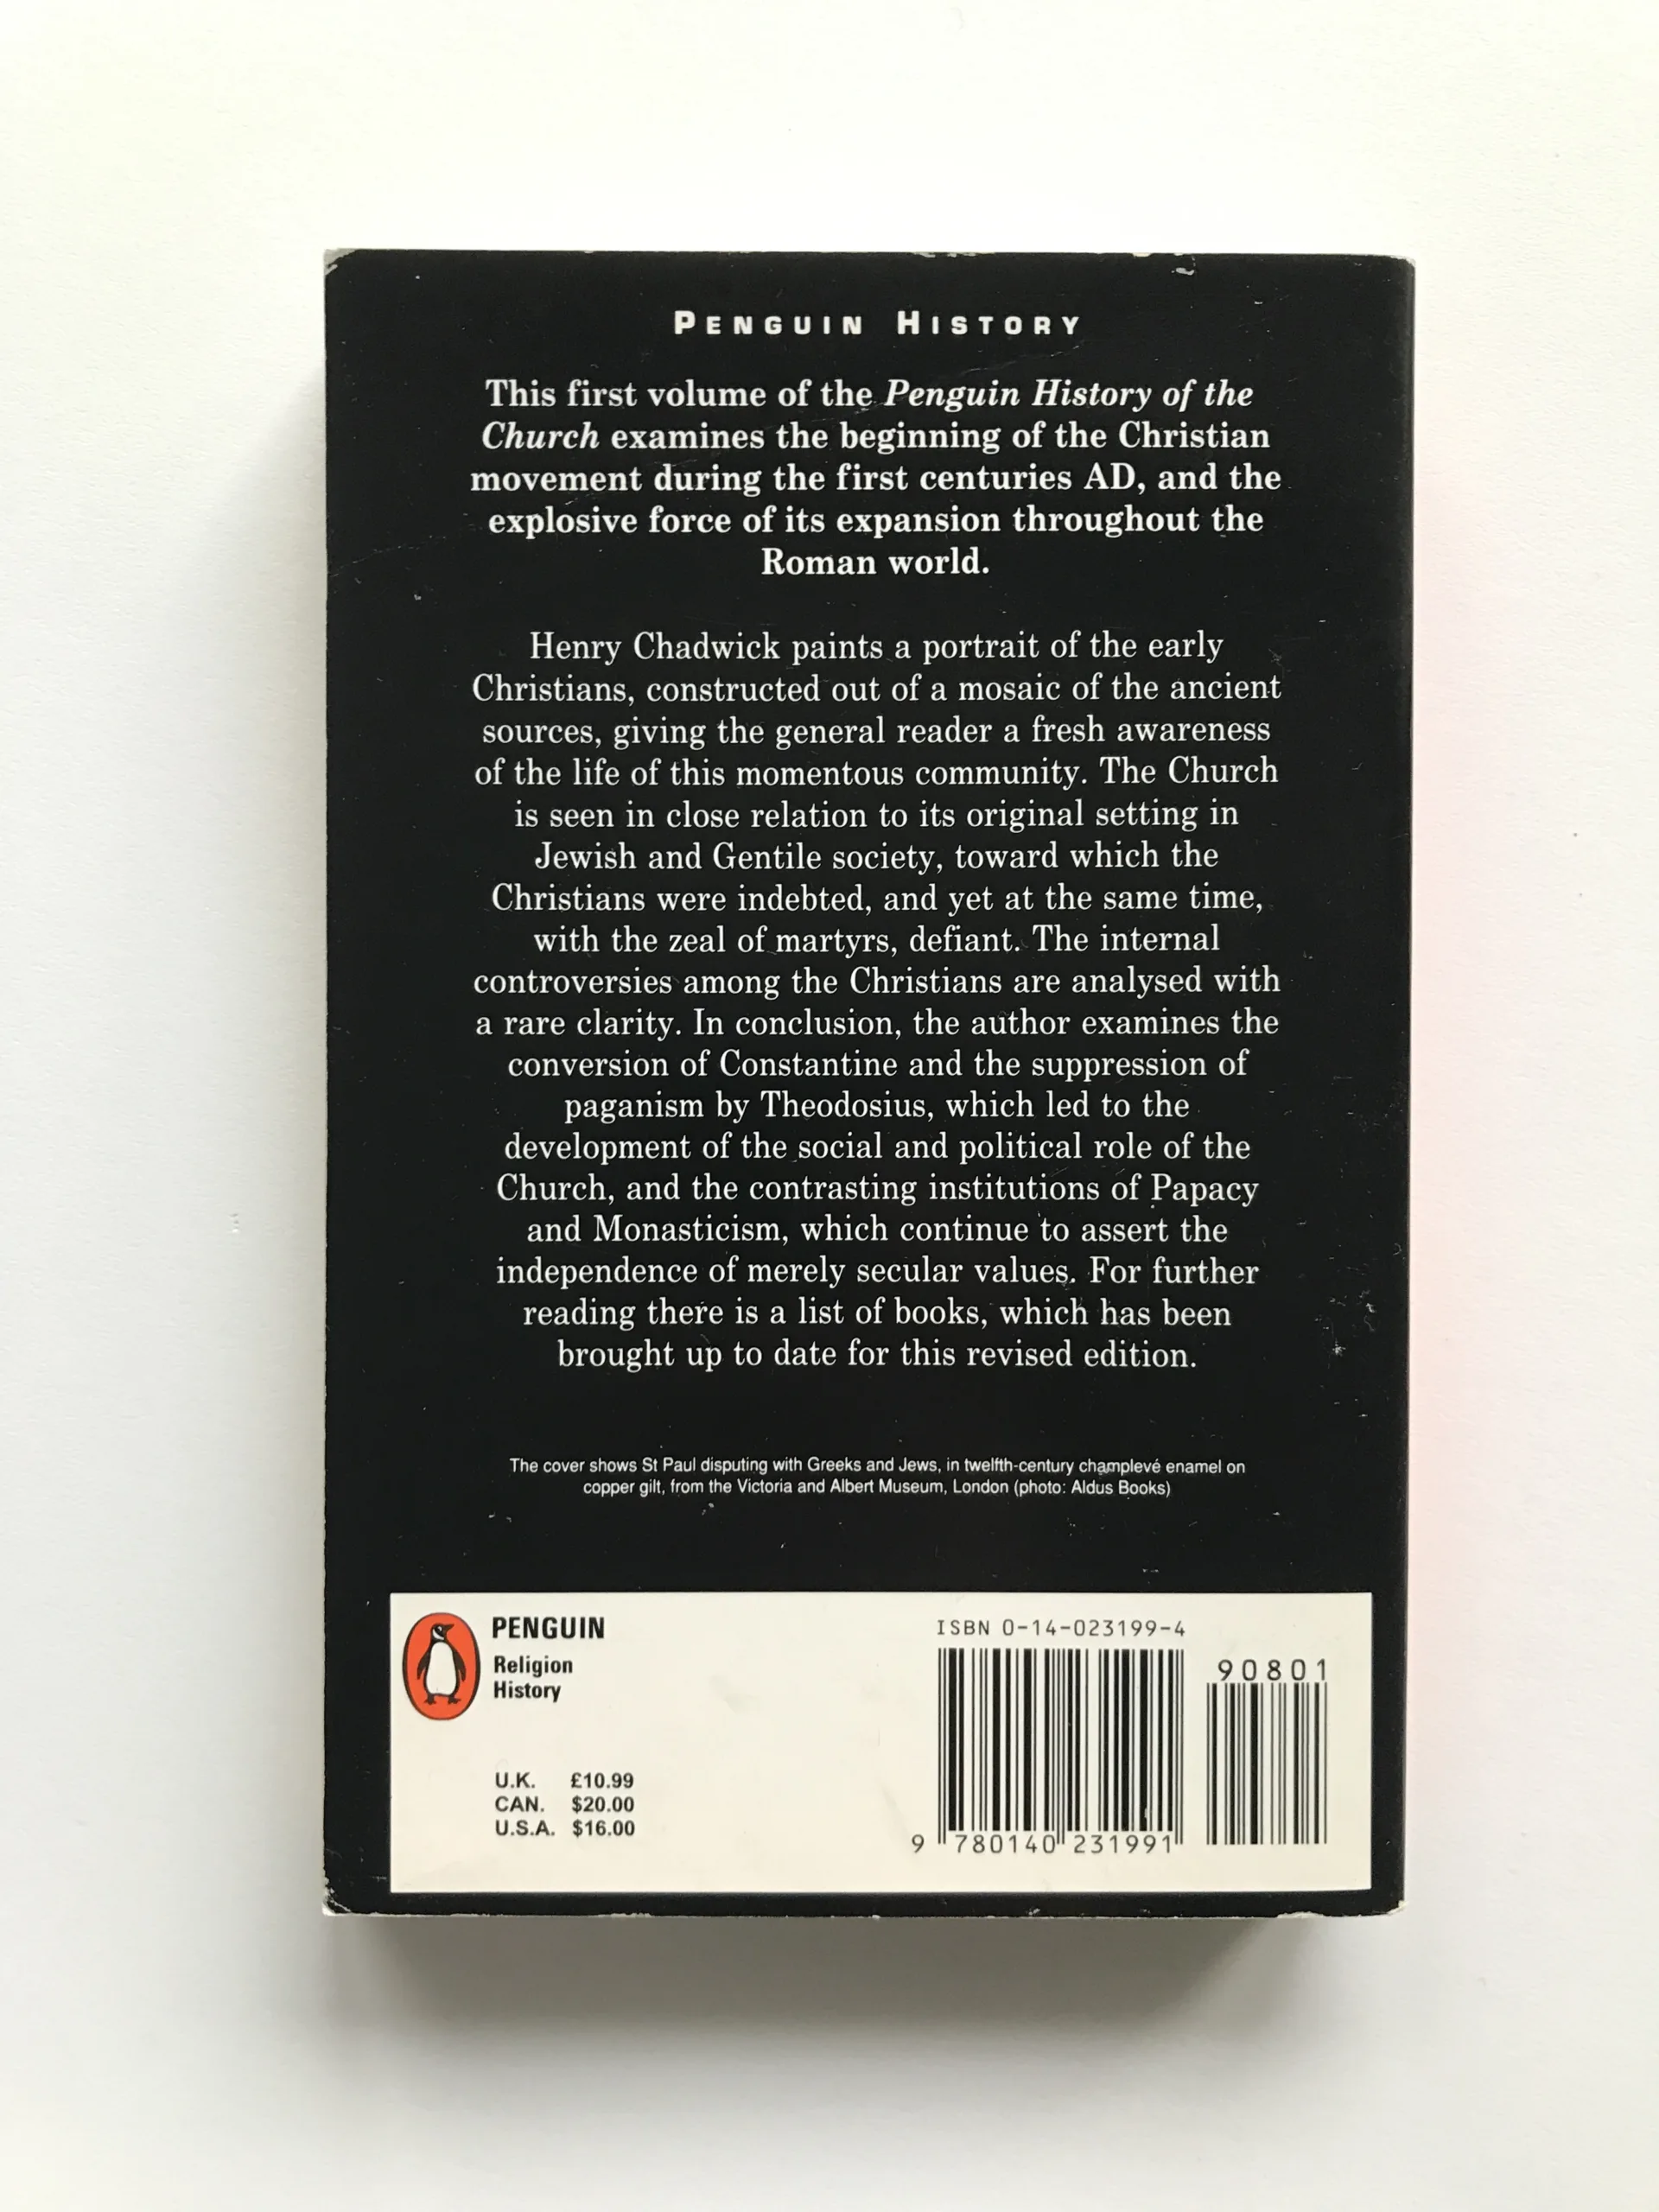 PENGUIN HISTORY
This first volume of the Penguin History of the
Church examines the beginning of the Christian
movement during the first centuries AD, and the
explosive force of its expansion throughout the
Roman world.
Henry Chadwick paints a portrait of the early
Christians, constructed out of a mosaic of the ancient
sources, giving the general reader a fresh awareness
of the life of this momentous community. The Church
is seen in close relation to its original setting in
Jewish and Gentile society, toward which the
Christians were indebted, and yet at the same time,
with the zeal of martyrs, defiant. The internal
controversies among the Christians are analysed with
a rare clarity. In conclusion, the author examines the
conversion of Constantine and the suppression of
paganism by Theodosius, which led to the
development of the social and political role of the
Church, and the contrasting institutions of Papacy
and Monasticism, which continue to assert the
independence of merely secular values. For further
reading there is a list of books, which has been
brought up to date for this revised edition.
The cover shows St Paul disputing with Greeks and Jews, in twelfth-century champlevé enamel on
copper gilt, from the Victoria and Albert Museum, London (photo: Aldus Books)
PENGUIN
Religion
History
U.K. £10.99
CAN. $20.00
U.S.A. $16.00
ISBN 0-14-023199-4
90801
9 780140 231991